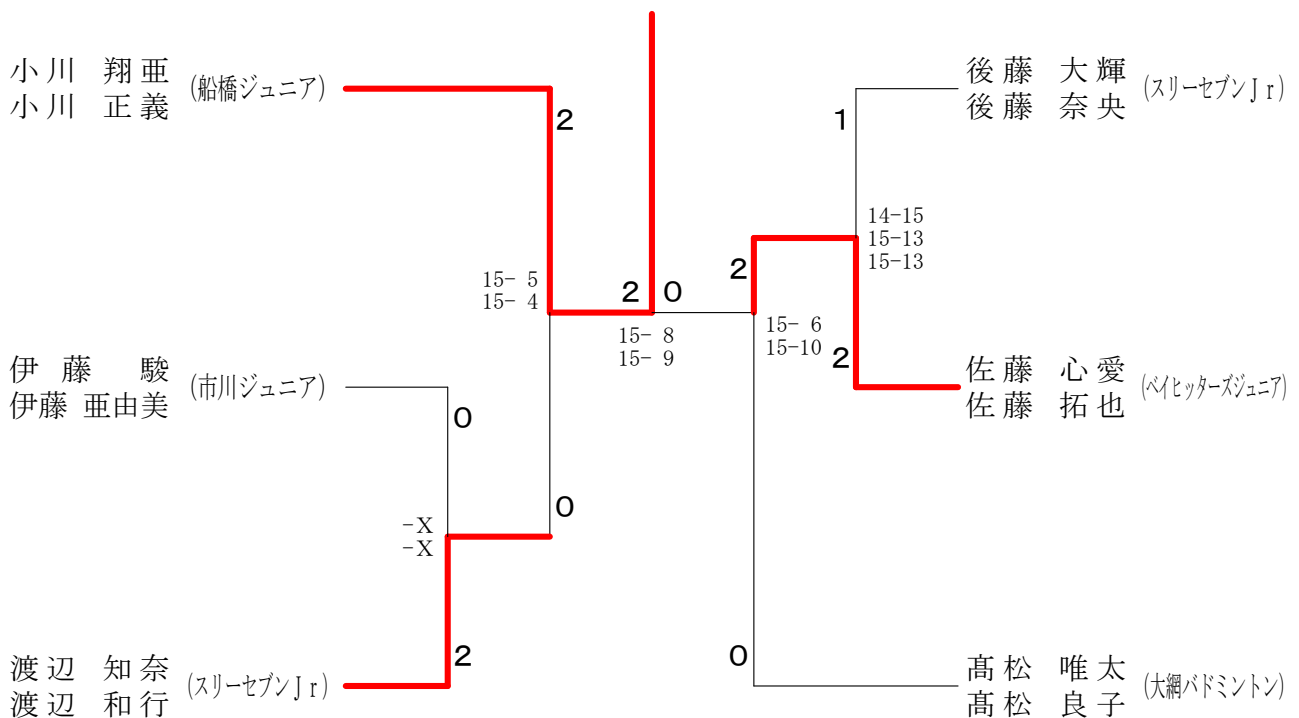 小川 翔亜
小川 正義
(船橋ジュニア)
2
15- 5
15- 4
伊藤 駿
伊藤 亜由美
(市川ジュニア)
0
-X
-X
0
渡辺 知奈
渡辺 和行
(スリーセブンJr)
2
2
0
15- 8
15- 9
後藤 大輝
後藤 奈央
(スリーセブンJr)
1
14-15
15-13
15-13
2
15- 6
15-10
2
佐藤 心愛
佐藤 拓也
(ベイヒッターズジュニア)
0
髙松 唯太
髙松 良子
(大網バドミントン)